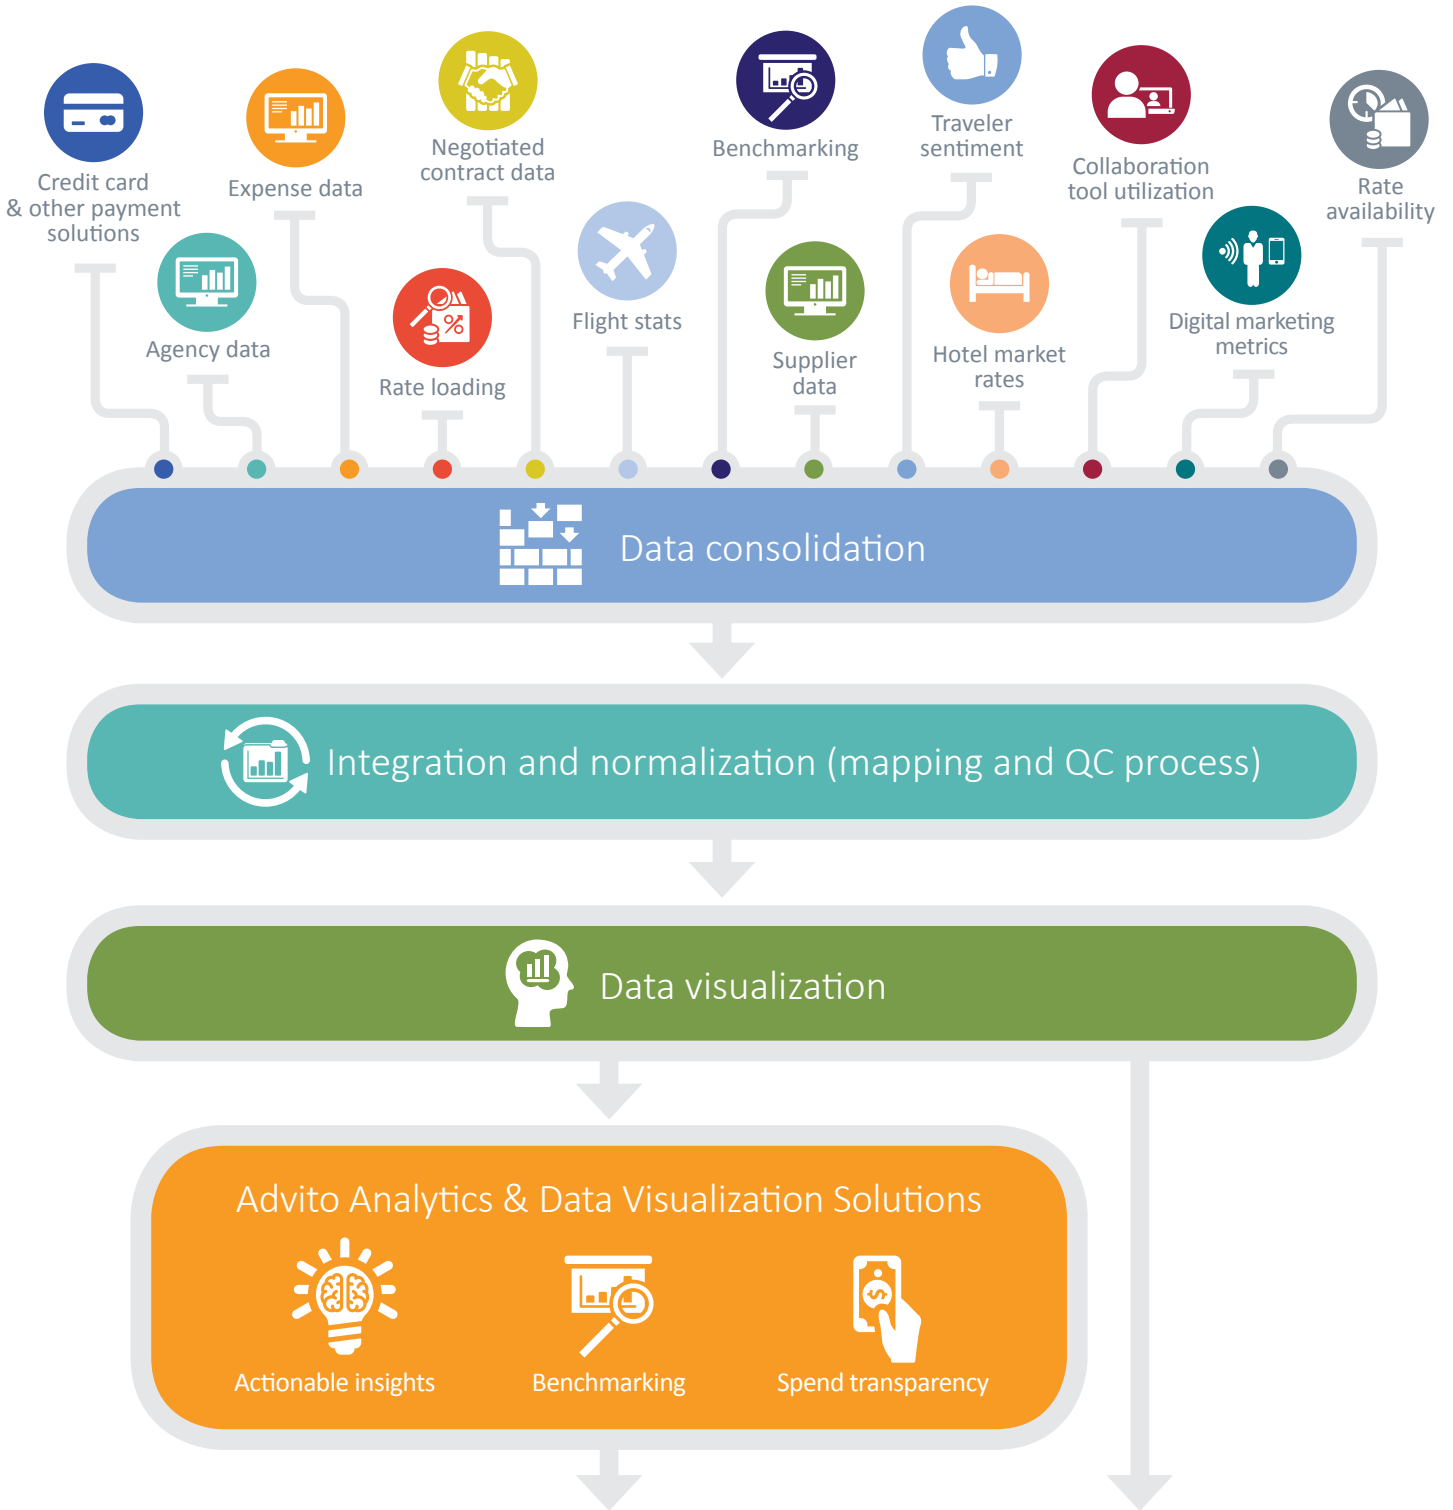 Credit card
& other payment
solutions
Agency data
Expense data
Rate loading
Negotiated
contract data
Flight stats
Benchmarking
Supplier
data
Traveler
sentiment
Hotel market
rates
Collaboration
tool utilization
Digital marketing
metrics
Rate
availability
Data consolidation
Integration and normalization (mapping and QC process)
Data visualization
Advito Analytics & Data Visualization Solutions
Actionable insights
Benchmarking
Spend transparency